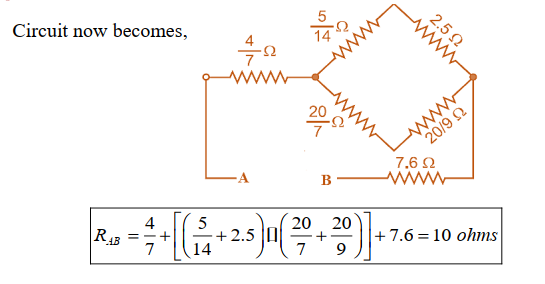 Circuit now becomes,
5/14 Ω
2.5 Ω
4/7 Ω
20/7 Ω
20/9 Ω
7.6 Ω
A
B
R_AB = 4/7 + [(5/14 + 2.5) ∏ (20/7 + 20/9)] + 7.6 = 10 ohms